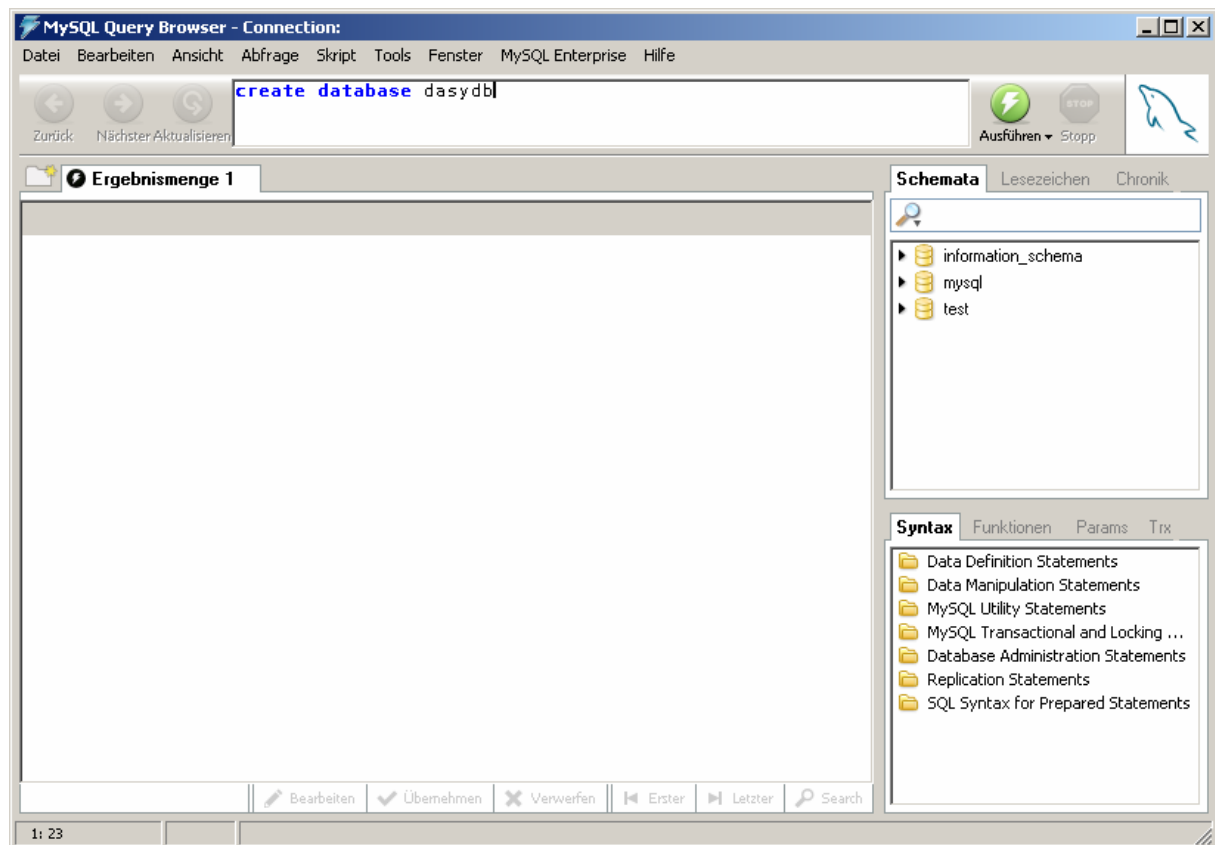 MySQL Query Browser - Connection:
Datei Bearbeiten Ansicht Abfrage Skript Tools Fenster MySQL Enterprise Hilfe
create database dasydb
Zurück Nächster Aktualisieren
Ausführen STOP Stopp
Ergebnismenge 1
Schemata Lesezeichen Chronik
information_schema
mysql
test
Syntax Funktionen Params Trx
Data Definition Statements
Data Manipulation Statements
MySQL Utility Statements
MySQL Transactional and Locking ...
Database Administration Statements
Replication Statements
SQL Syntax for Prepared Statements
Bearbeiten Übernehmen Verwerfen Erster Letzter Search
1: 23